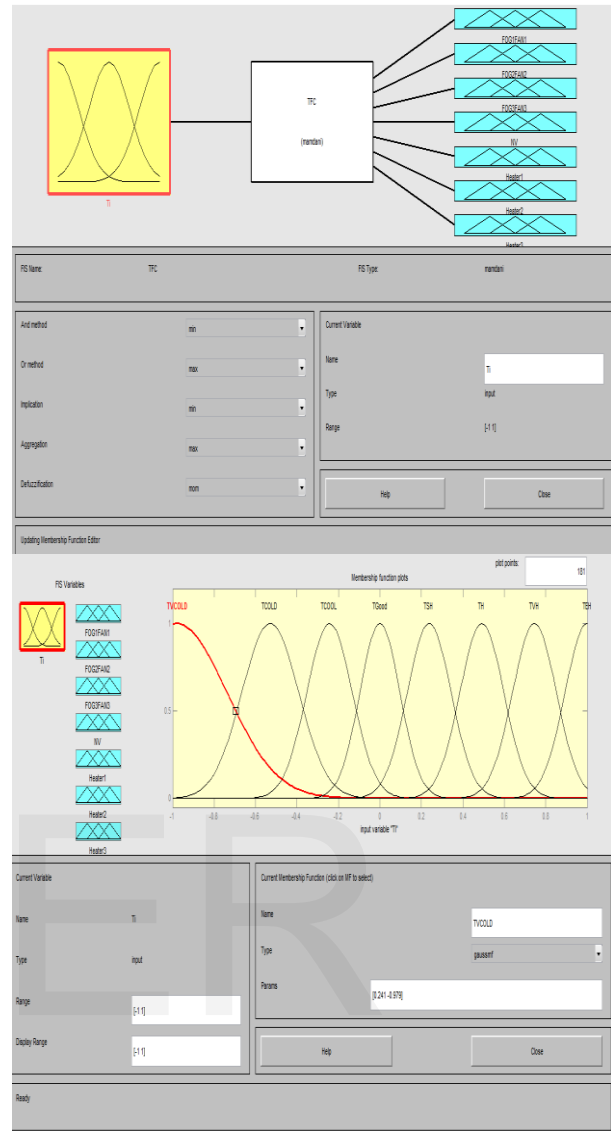 FOG1FAN1
FOG2FAN2
TFC
FOG3FAN3
(mamdani)
NV
Heater1
Heater2
Ti
Heater3
FIS Name: TFC FIS Type: mamdani
And method min
Or method max
Implication min
Aggregation max
Defuzzification mom
Current Variable
Name Ti
Type input
Range [-1 1]
Help Close
Updating Membership Function Editor
FIS Variables
Ti
FOG1FAN1
FOG2FAN2
FOG3FAN3
NV
Heater1
Heater2
Heater3
Membership function plots plot points: 181
TVCOLD TCOLD TCOOL TGood TSH TH TVH TEH
1
0.5
0
-1 -0.8 -0.6 -0.4 -0.2 0 0.2 0.4 0.6 0.8 1
input variable "Ti"
Current Variable
Name Ti
Type input
Range [-1 1]
Display Range [-1 1]
Current Membership Function (click on MF to select)
Name TVCOLD
Type gaussmf
Params [0.241 -0.979]
Help Close
Ready
ER